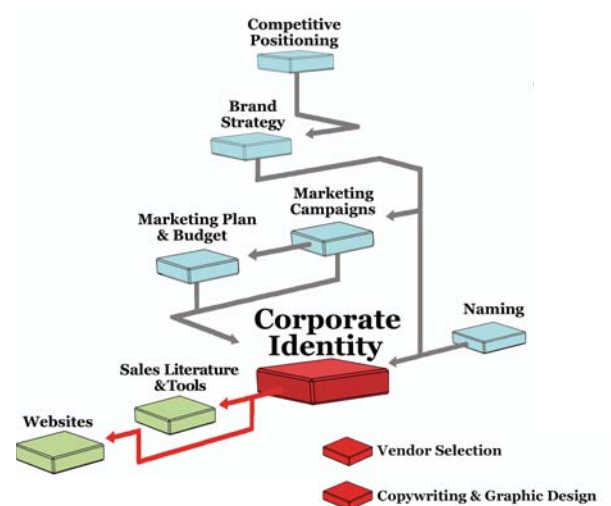 Competitive
Positioning
Brand
Strategy
Marketing
Campaigns
Marketing Plan
& Budget
Corporate
Identity
Naming
Sales Literature
&Tools
Websites
Vendor Selection
Copywriting & Graphic Design